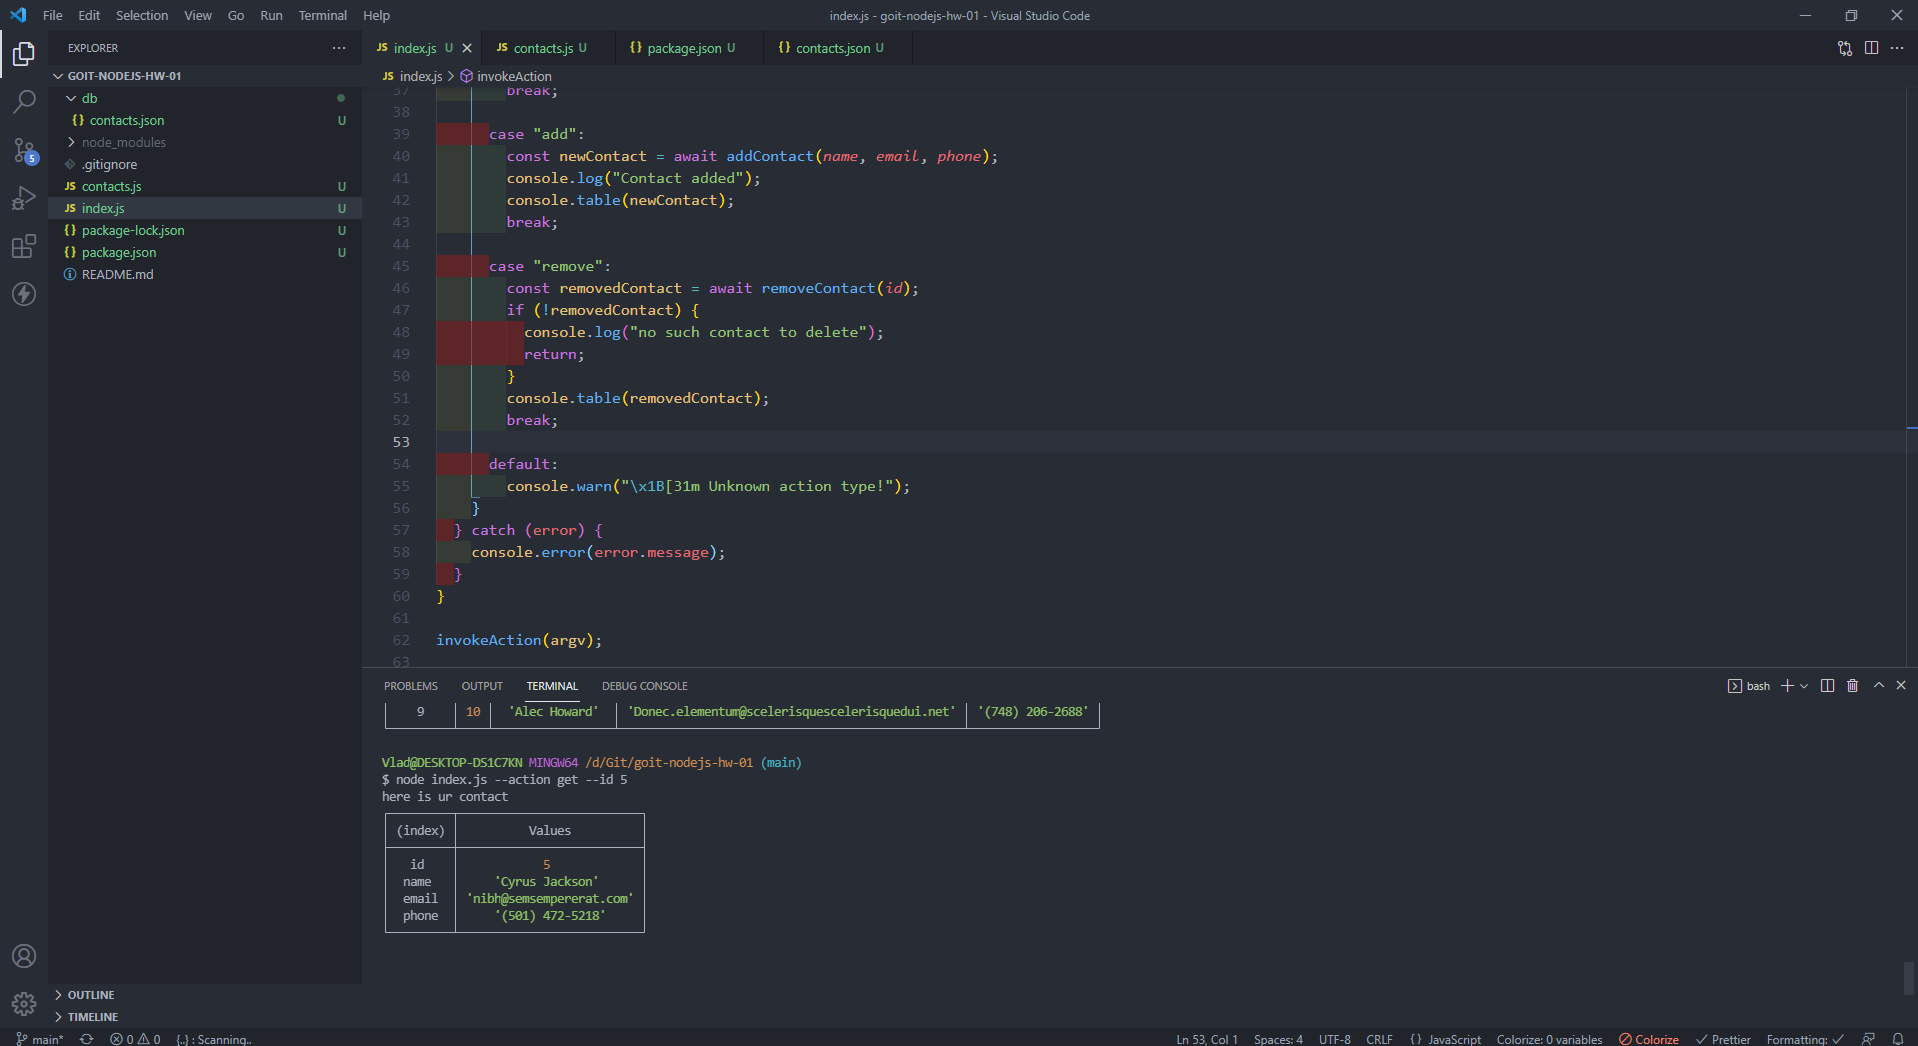 File Edit Selection View Go Run Terminal Help
index.js - goit-nodejs-hw-01 - Visual Studio Code
EXPLORER
GOIT-NODEJS-HW-01
db
{} contacts.json U
node_modules
.gitignore
JS contacts.js U
JS index.js U
{} package-lock.json U
{} package.json U
README.md
OUTLINE
TIMELINE
5
JS index.js U
JS contacts.js U
{} package.json U
{} contacts.json U
JS index.js > invokeAction
37 break;
38
39 case "add":
40 const newContact = await addContact(name, email, phone);
41 console.log("Contact added");
42 console.table(newContact);
43 break;
44
45 case "remove":
46 const removedContact = await removeContact(id);
47 if (!removedContact) {
48 console.log("no such contact to delete");
49 return;
50 }
51 console.table(removedContact);
52 break;
53
54 default:
55 console.warn("\x1B[31m Unknown action type!");
56 }
57 } catch (error) {
58 console.error(error.message);
59 }
60 }
61
62 invokeAction(argv);
63
PROBLEMS OUTPUT TERMINAL DEBUG CONSOLE
bash
9 10 'Alec Howard' 'Donec.elementum@scelerisquescelerisquedui.net' '(748) 206-2688'
Vlad@DESKTOP-DS1C7KN MINGW64 /d/Git/goit-nodejs-hw-01 (main)
$ node index.js --action get --id 5
here is ur contact
(index) Values
id 5
name 'Cyrus Jackson'
email 'nibh@semsempererat.com'
phone '(501) 472-5218'
main* 0 0 {..} : Scanning..
Ln 53, Col 1 Spaces: 4 UTF-8 CRLF {} JavaScript Colorize: 0 variables Colorize Prettier Formatting: